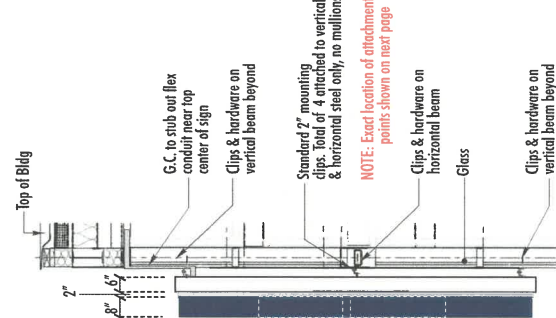 Top of Bldg
G.C. to stub out flex
conduit near top
center of sign
Clips & hardware on
vertical beam beyond
2"
6"
8"
Standard 2" mounting
clips. Total of 4 attached to vertical
& horizontal steel only, no mullions
NOTE: Exact location of attachment
points shown on next page
Clips & hardware on
horizontal beam
Glass
Clips & hardware on
vertical beam beyond